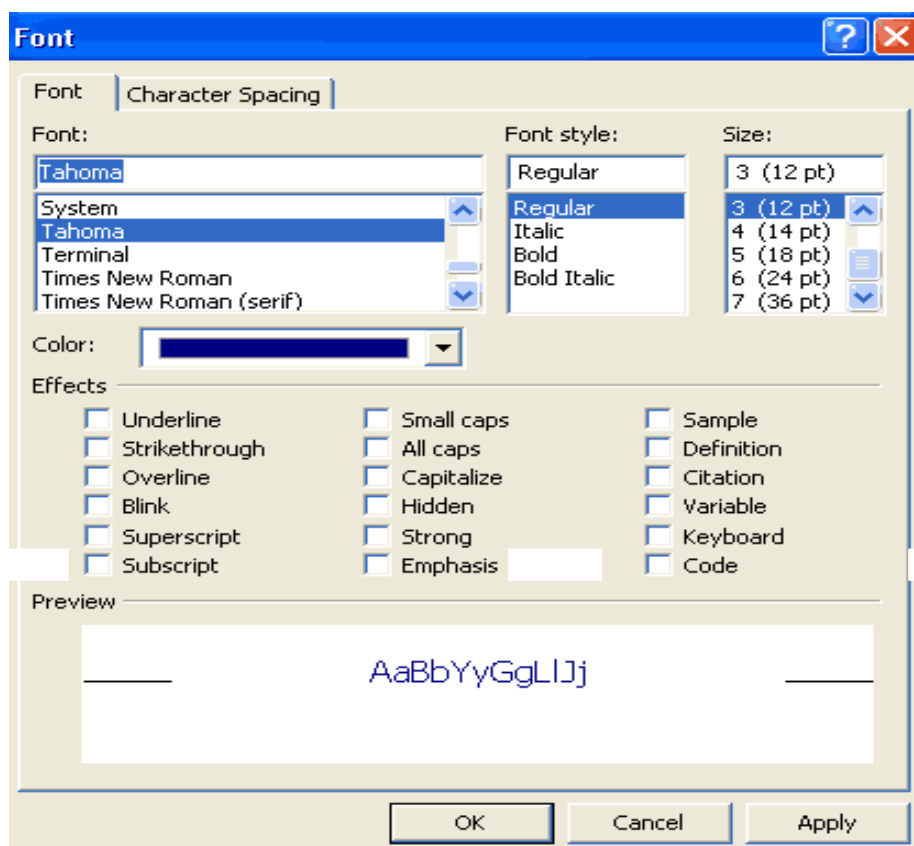 Font
Font Character Spacing
Font: Font style: Size:
Tahoma Regular 3 (12 pt)
System Regular 3 (12 pt)
Tahoma Italic 4 (14 pt)
Terminal Bold 5 (18 pt)
Times New Roman Bold Italic 6 (24 pt)
Times New Roman (serif) 7 (36 pt)
Color:
Effects
Underline Small caps Sample
Strikethrough All caps Definition
Overline Capitalize Citation
Blink Hidden Variable
Superscript Strong Keyboard
Subscript Emphasis Code
Preview
AaBbYyGgLlJj
OK Cancel Apply